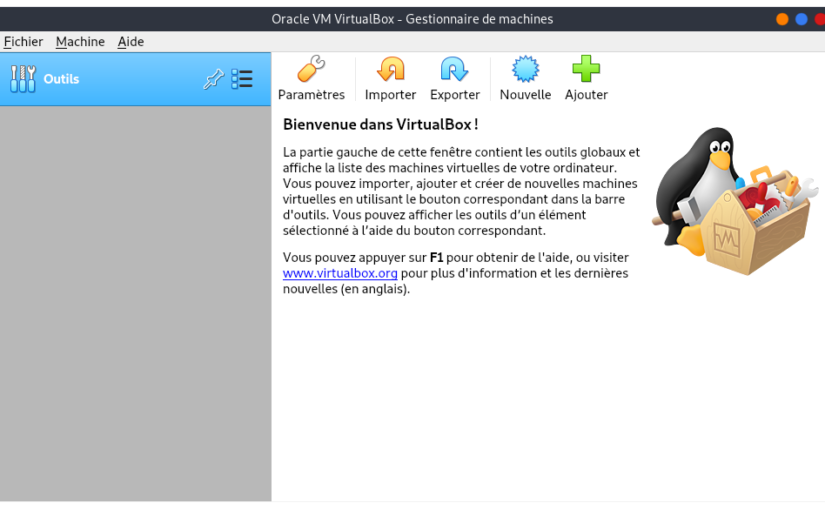 Oracle VM VirtualBox - Gestionnaire de machines
Fichier Machine Aide
Outils
Paramètres Importer Exporter Nouvelle Ajouter
Bienvenue dans VirtualBox !
La partie gauche de cette fenêtre contient les outils globaux et
affiche la liste des machines virtuelles de votre ordinateur.
Vous pouvez importer, ajouter et créer de nouvelles machines
virtuelles en utilisant le bouton correspondant dans la barre
d'outils. Vous pouvez afficher les outils d’un élément
sélectionné à l’aide du bouton correspondant.
Vous pouvez appuyer sur F1 pour obtenir de l'aide, ou visiter
www.virtualbox.org pour plus d'information et les dernières
nouvelles (en anglais).